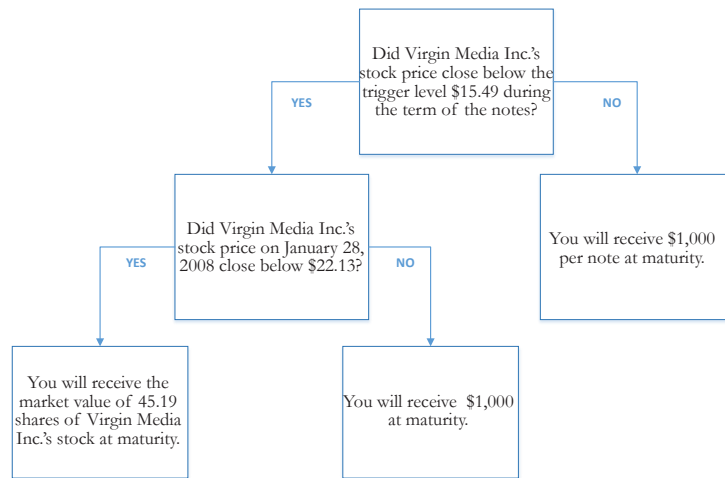 Did Virgin Media Inc.'s
stock price close below the
trigger level $15.49 during
the term of the notes?
YES
NO
Did Virgin Media Inc.'s
stock price on January 28,
2008 close below $22.13?
You will receive $1,000
per note at maturity.
YES
NO
You will receive the
market value of 45.19
shares of Virgin Media
Inc.'s stock at maturity.
You will receive $1,000
at maturity.